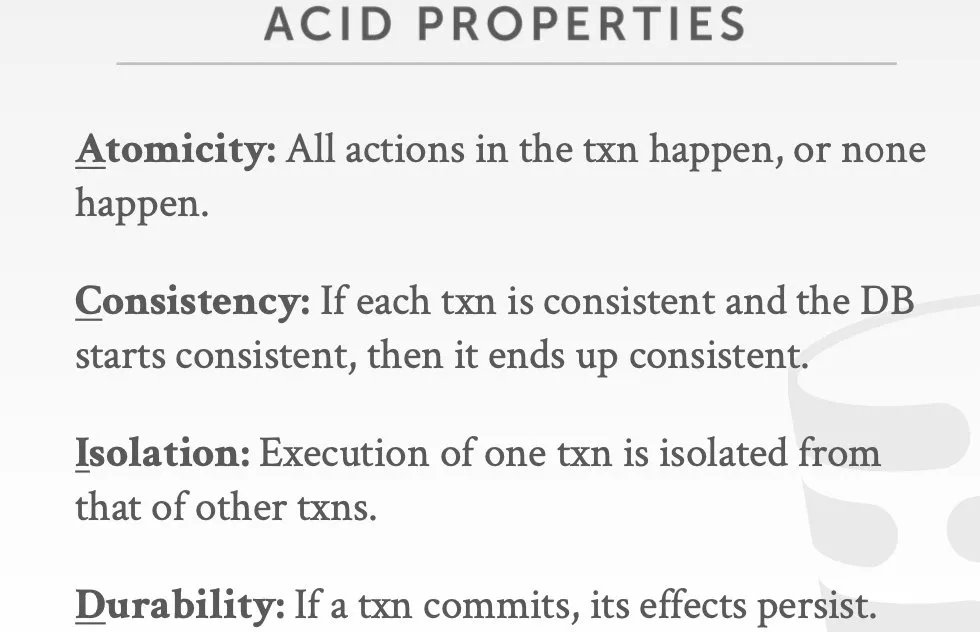 ACID PROPERTIES
Atomicity: All actions in the txn happen, or none
happen.
Consistency: If each txn is consistent and the DB
starts consistent, then it ends up consistent.
Isolation: Execution of one txn is isolated from
that of other txns.
Durability: If a txn commits, its effects persist.